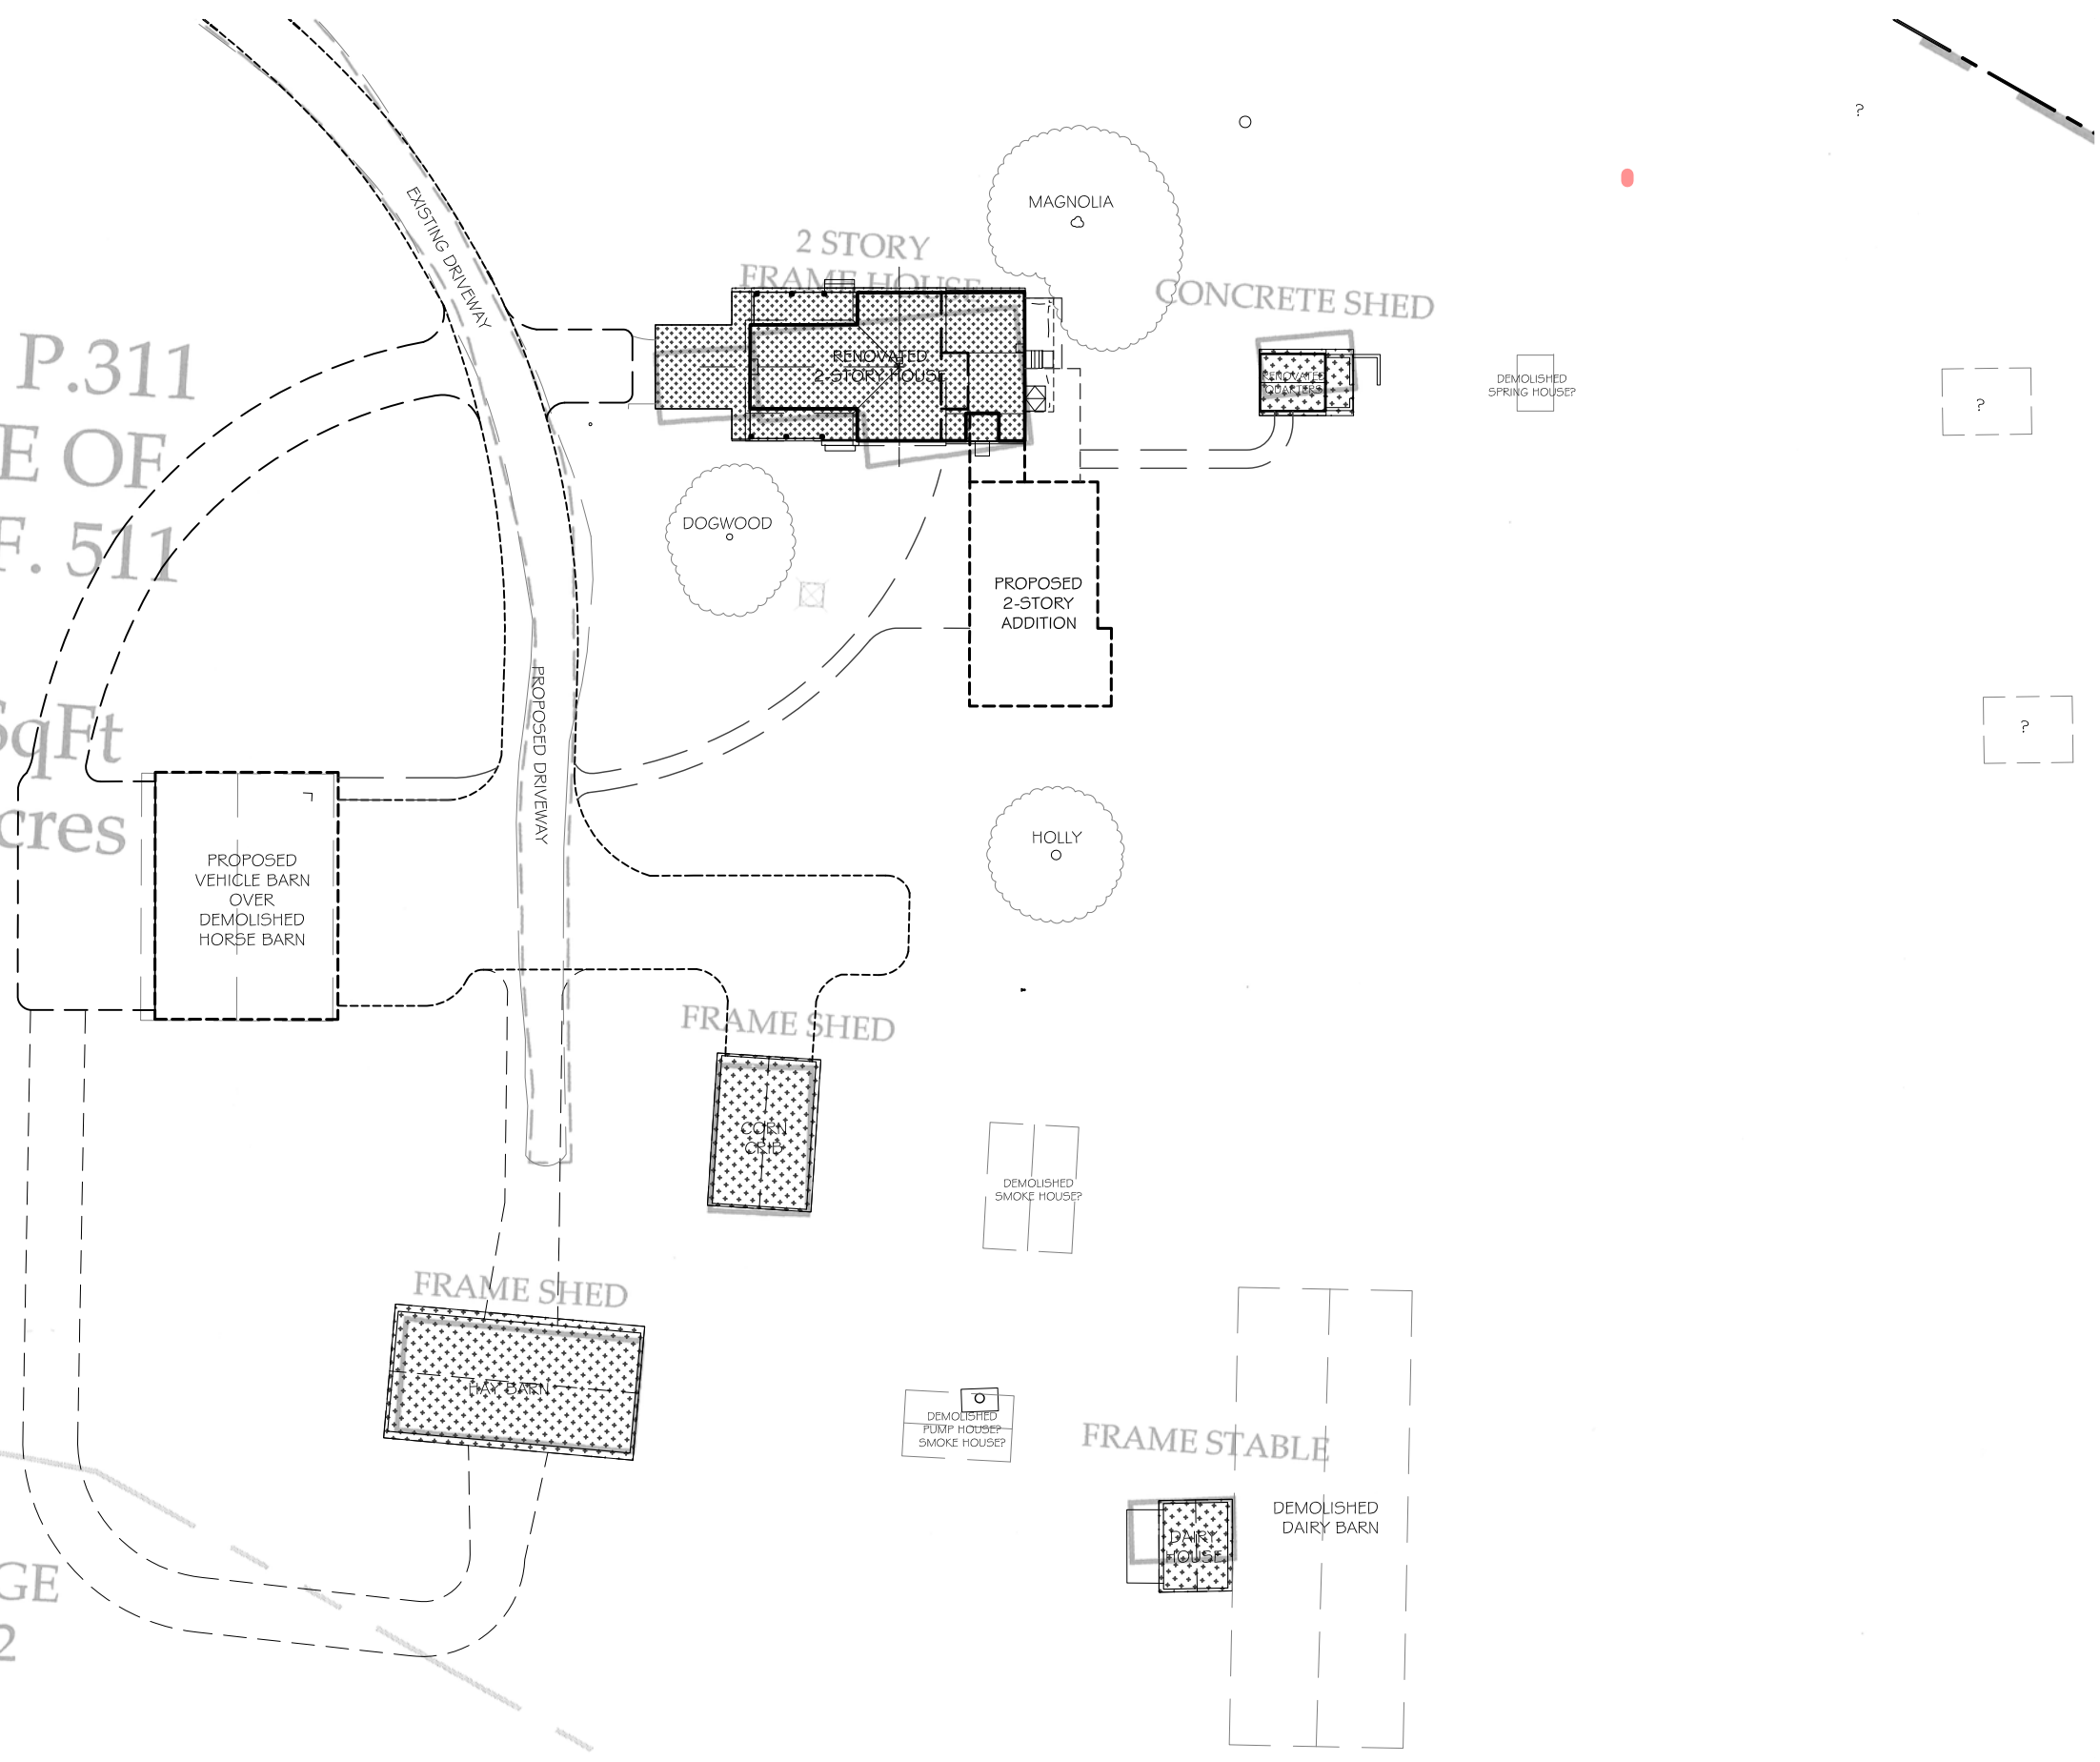 ?
EXISTING DRIVEWAY
MAGNOLIA
2 STORY
FRAME HOUSE
CONCRETE SHED
P.311
E OF
F. 511
SqFt
cres
RENOVATED
2-STORY HOUSE
RENOVATED
QUARTERS
DEMOLISHED
SPRING HOUSE?
?
DOGWOOD
PROPOSED
2-STORY
ADDITION
PROPOSED DRIVEWAY
?
HOLLY
PROPOSED
VEHICLE BARN
OVER
DEMOLISHED
HORSE BARN
FRAME SHED
CORN
CRIB
DEMOLISHED
SMOKE HOUSE?
FRAME SHED
HAY BARN
DEMOLISHED
PUMP HOUSE?
SMOKE HOUSE?
FRAME STABLE
DEMOLISHED
DAIRY BARN
DAIRY
HOUSE
GE
2